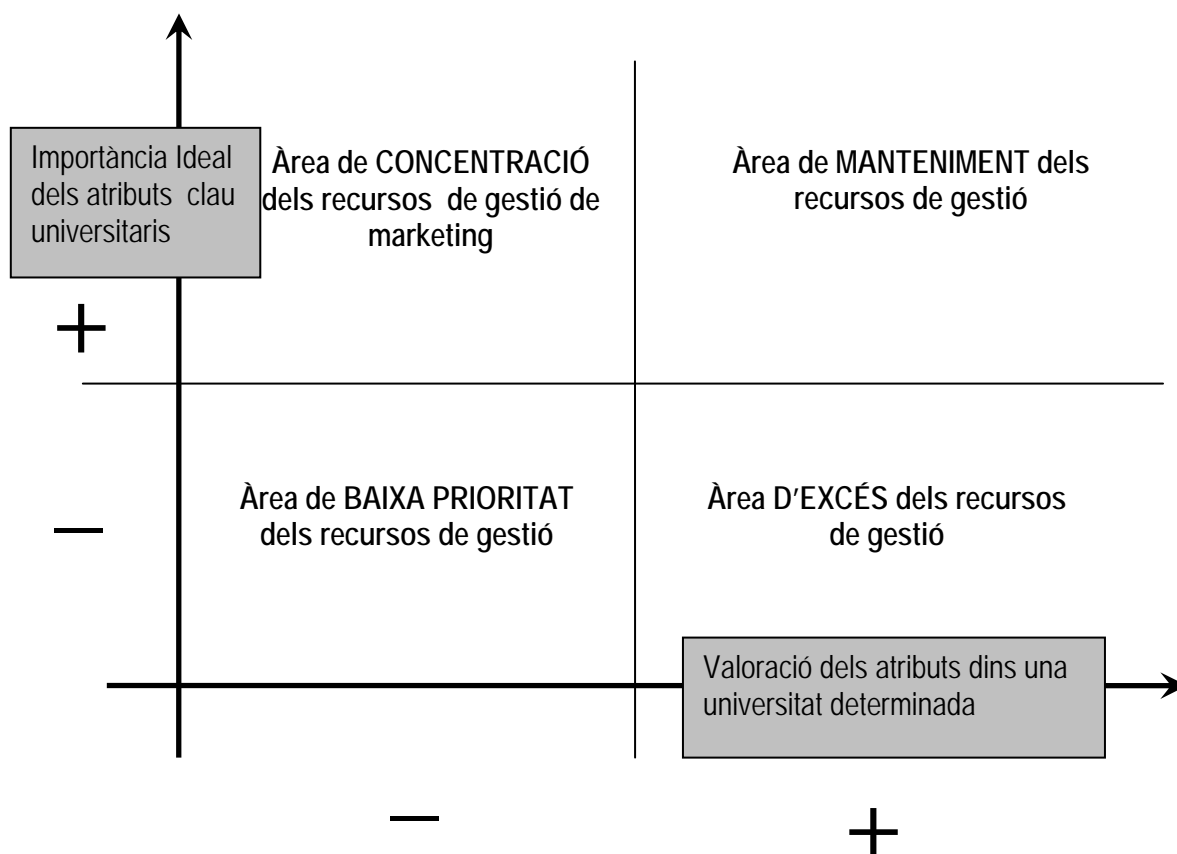 Importància Ideal
dels atributs clau
universitaris
Àrea de CONCENTRACIÓ
dels recursos de gestió de
marketing
Àrea de MANTENIMENT dels
recursos de gestió
+
Àrea de BAIXA PRIORITAT
dels recursos de gestió
Àrea D'EXCÉS dels recursos
de gestió
—
Valoració dels atributs dins una
universitat determinada
—
+